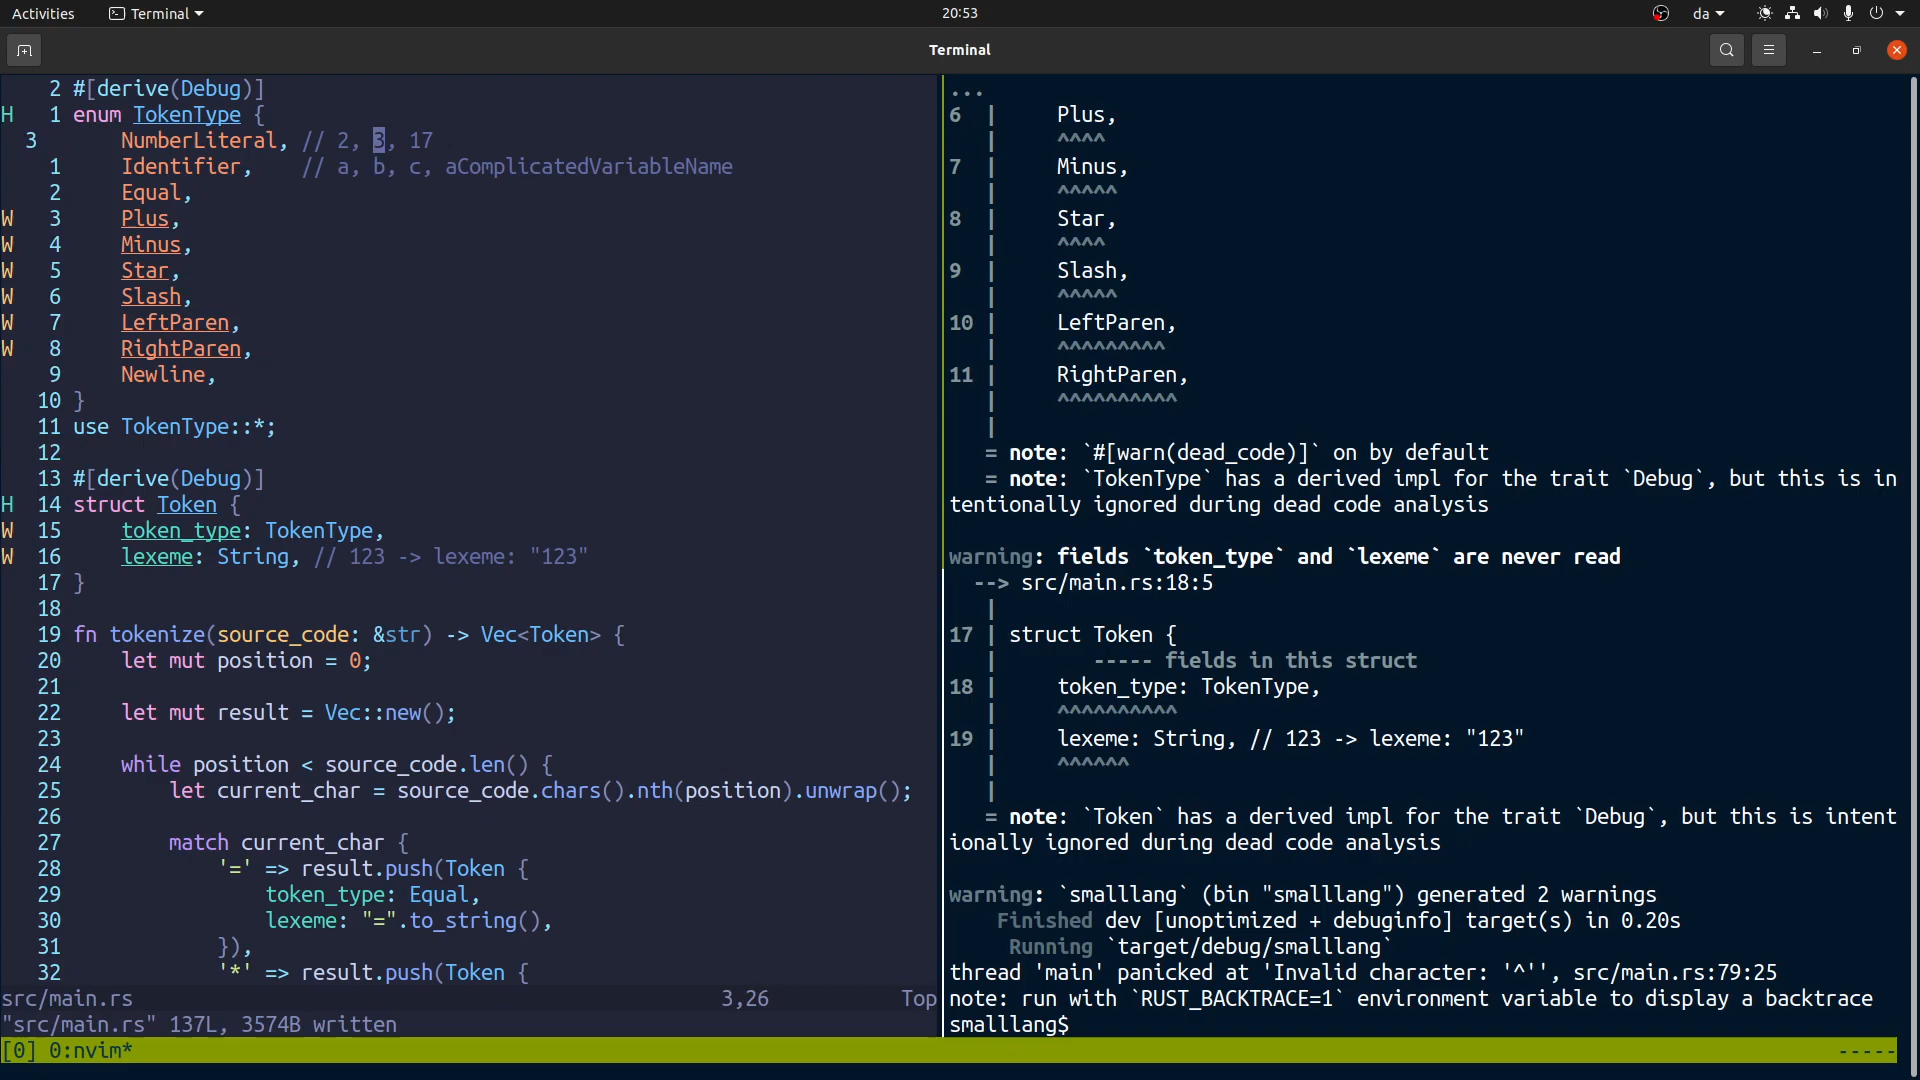 Activities
Terminal
20:53
da
Terminal
2 #[derive(Debug)]
H 1 enum TokenType {
3 NumberLiteral, // 2, 3, 17
1 Identifier, // a, b, c, aComplicatedVariableName
2 Equal,
W 3 Plus,
W 4 Minus,
W 5 Star,
W 6 Slash,
W 7 LeftParen,
W 8 RightParen,
9 Newline,
10 }
11 use TokenType::*;
12
13 #[derive(Debug)]
H 14 struct Token {
W 15 token_type: TokenType,
W 16 lexeme: String, // 123 -> lexeme: "123"
17 }
18
19 fn tokenize(source_code: &str) -> Vec<Token> {
20 let mut position = 0;
21
22 let mut result = Vec::new();
23
24 while position < source_code.len() {
25 let current_char = source_code.chars().nth(position).unwrap();
26
27 match current_char {
28 '=' => result.push(Token {
29 token_type: Equal,
30 lexeme: "=".to_string(),
31 }),
32 '*' => result.push(Token {
src/main.rs 3,26 Top
"src/main.rs" 137L, 3574B written
...
6 | Plus,
| ^^^^
7 | Minus,
| ^^^^^
8 | Star,
| ^^^^
9 | Slash,
| ^^^^^
10 | LeftParen,
| ^^^^^^^^^
11 | RightParen,
| ^^^^^^^^^^
|
= note: `#[warn(dead_code)]` on by default
= note: `TokenType` has a derived impl for the trait `Debug`, but this is in
tentionally ignored during dead code analysis
warning: fields `token_type` and `lexeme` are never read
--> src/main.rs:18:5
|
17 | struct Token {
| ----- fields in this struct
18 | token_type: TokenType,
| ^^^^^^^^^^
19 | lexeme: String, // 123 -> lexeme: "123"
| ^^^^^^
|
= note: `Token` has a derived impl for the trait `Debug`, but this is intent
ionally ignored during dead code analysis
warning: `smalllang` (bin "smalllang") generated 2 warnings
Finished dev [unoptimized + debuginfo] target(s) in 0.20s
Running `target/debug/smalllang`
thread 'main' panicked at 'Invalid character: '^'', src/main.rs:79:25
note: run with `RUST_BACKTRACE=1` environment variable to display a backtrace
smalllang$
[0] 0:nvim* -----